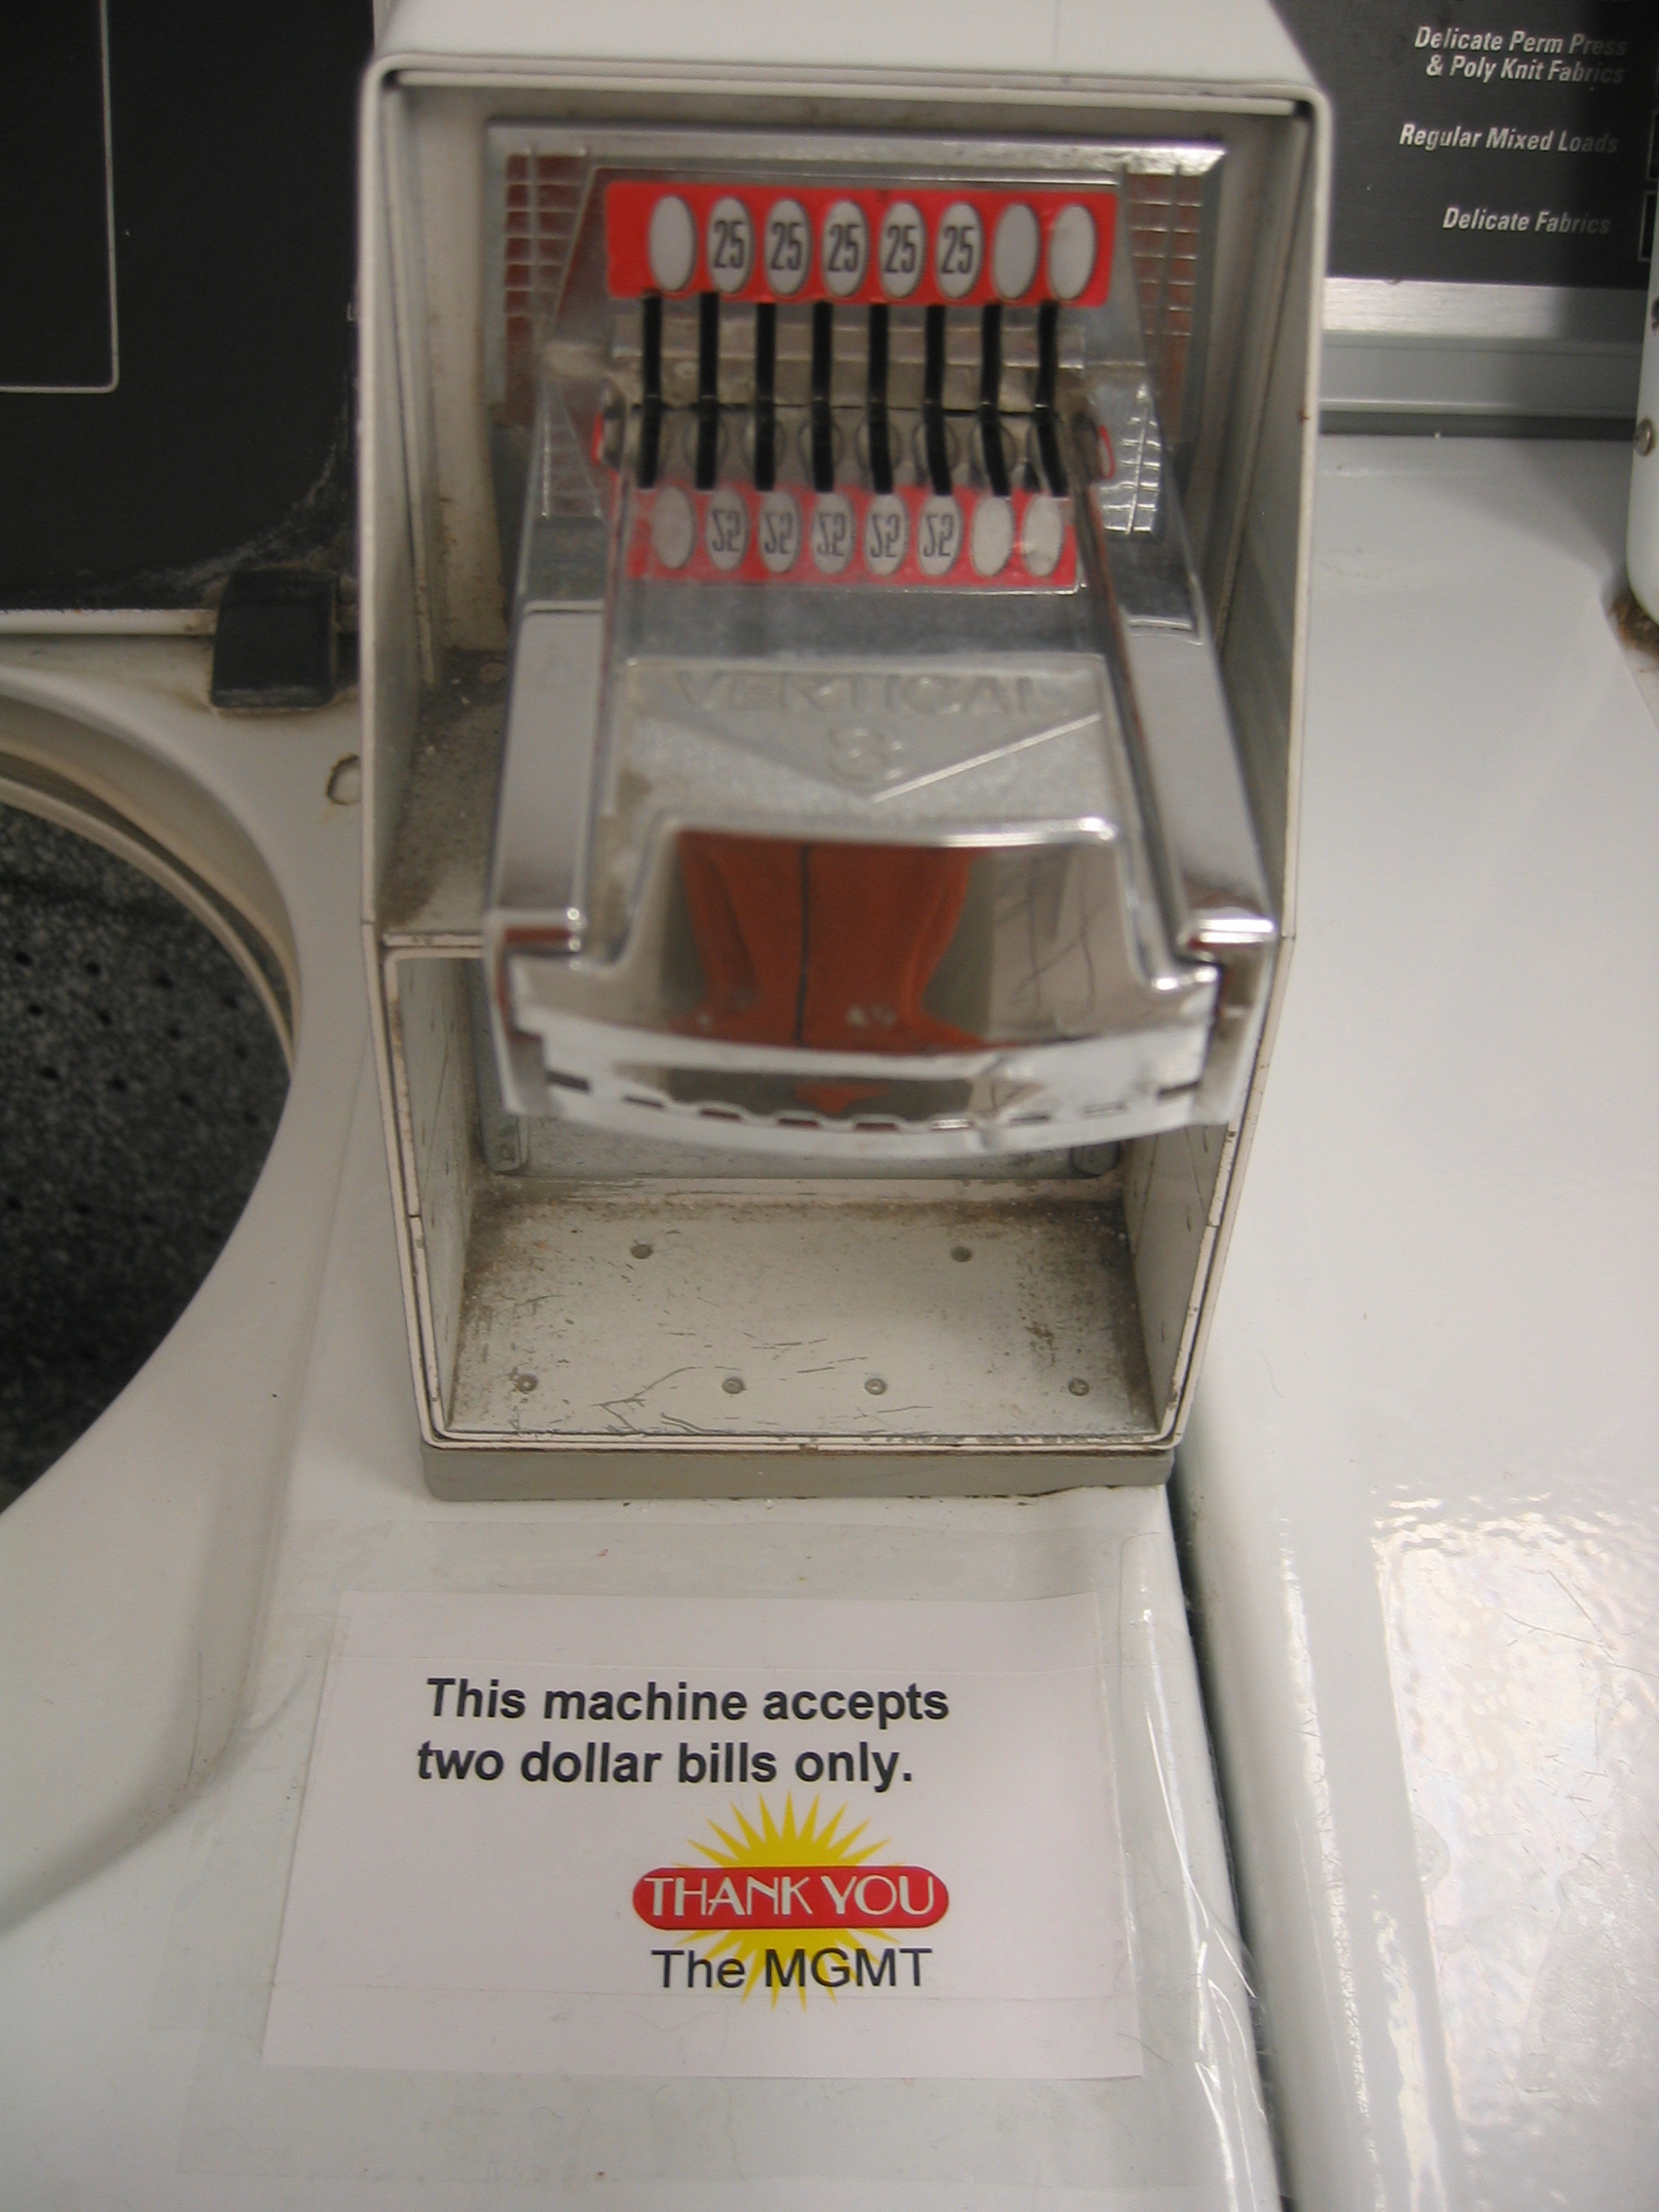 Delicate Perm Press
& Poly Knit Fabrics
Regular Mixed Loads
Delicate Fabrics
25 25 25 25 25
25 25 25 25 25
VERTICAL
8
This machine accepts
two dollar bills only.
THANK YOU
The MGMT